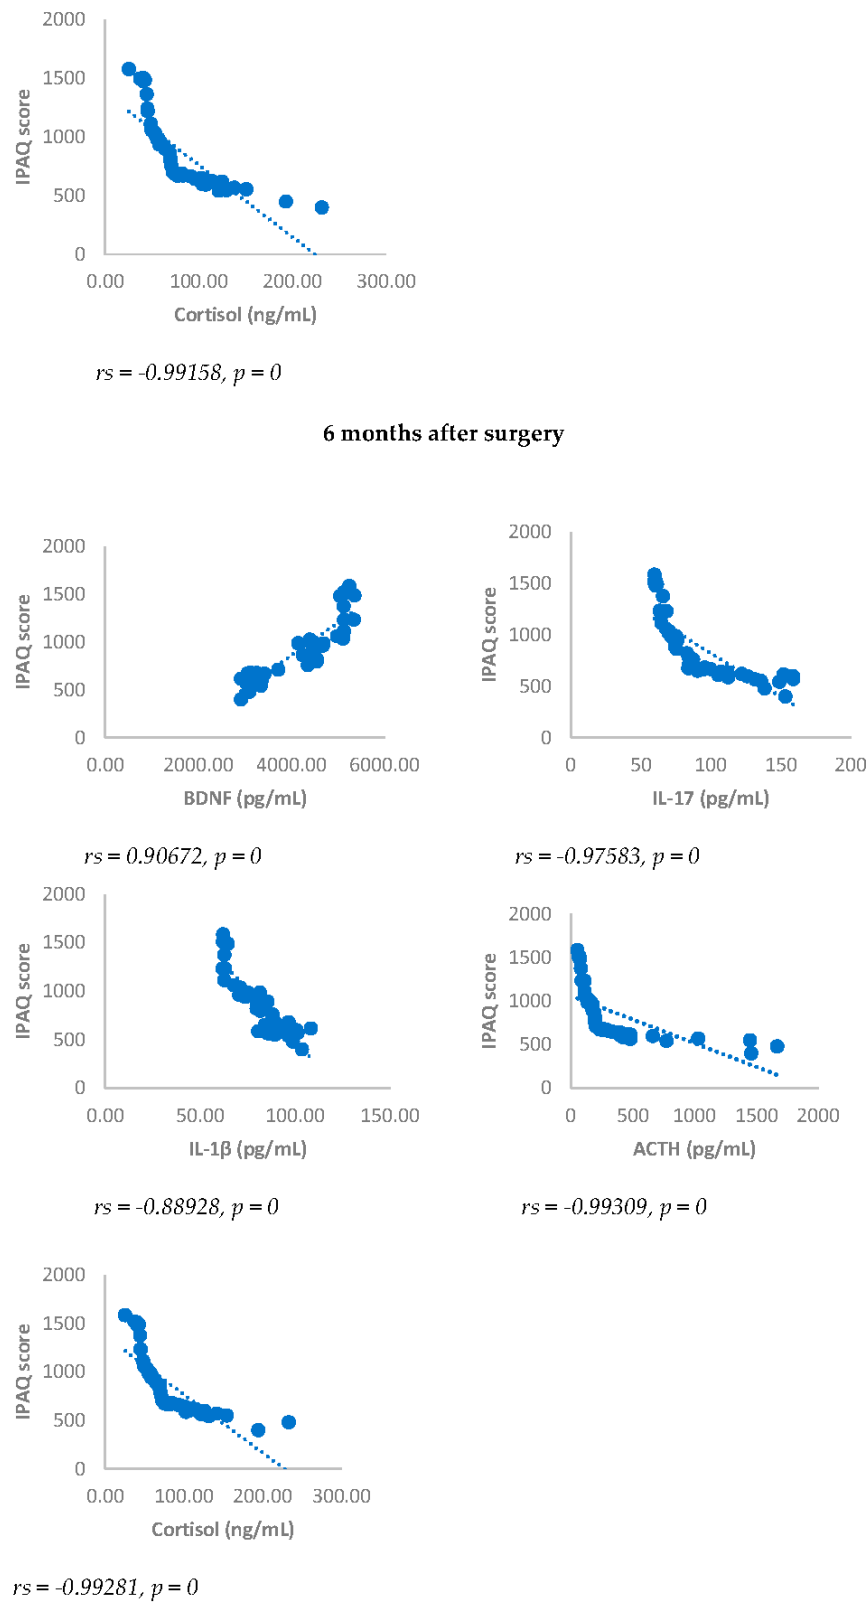 2000
1500
1000
500
0
IPAQ score
0.00 100.00 200.00 300.00
Cortisol (ng/mL)
rs = -0.99158, p = 0
6 months after surgery
2000
1500
1000
500
0
IPAQ score
0.00 2000.00 4000.00 6000.00
BDNF (pg/mL)
rs = 0.90672, p = 0
2000
1500
1000
500
0
IPAQ score
0 50 100 150 200
IL-17 (pg/mL)
rs = -0.97583, p = 0
2000
1500
1000
500
0
IPAQ score
0.00 50.00 100.00 150.00
IL-1β (pg/mL)
rs = -0.88928, p = 0
2000
1500
1000
500
0
IPAQ score
0 500 1000 1500 2000
ACTH (pg/mL)
rs = -0.99309, p = 0
2000
1500
1000
500
0
IPAQ score
0.00 100.00 200.00 300.00
Cortisol (ng/mL)
rs = -0.99281, p = 0